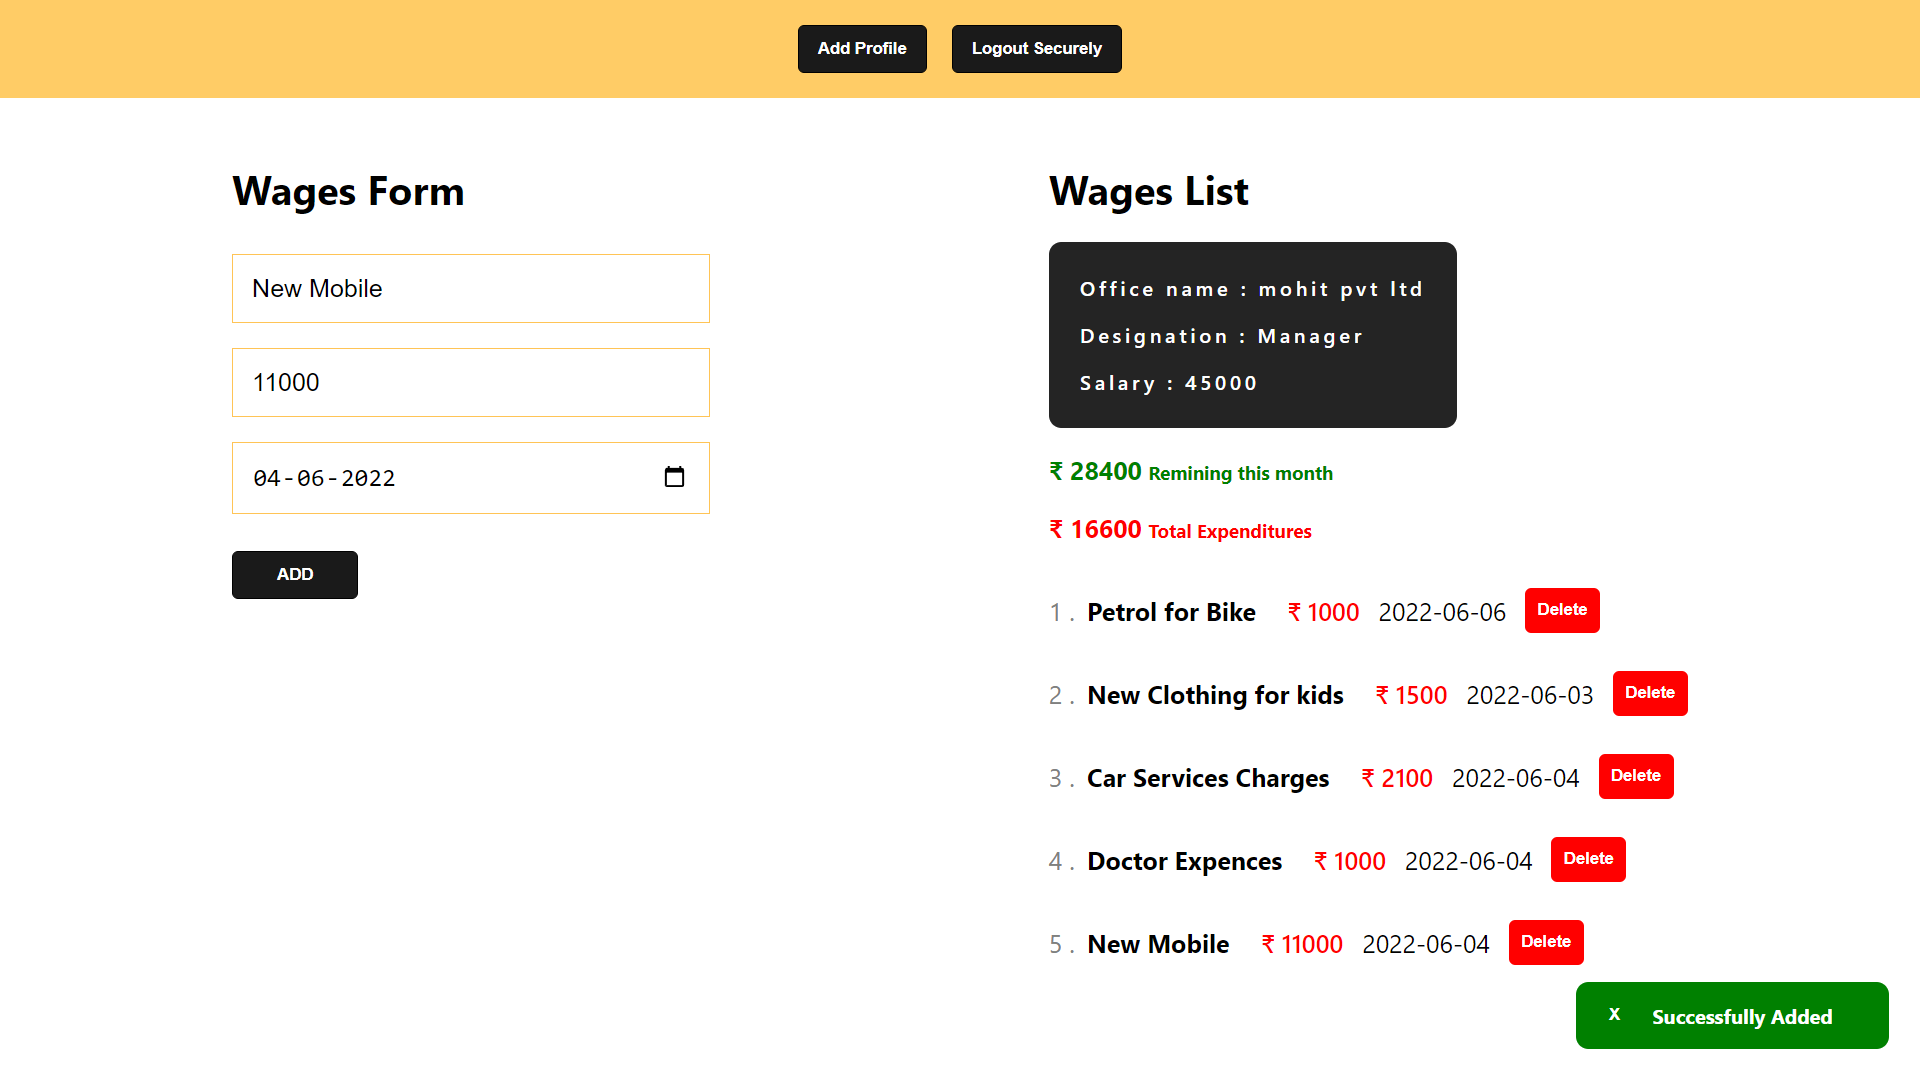 Add Profile Logout Securely
Wages Form
New Mobile
11000
04-06-2022
ADD
Wages List
Office name : mohit pvt ltd
Designation : Manager
Salary : 45000
₹ 28400 Remining this month
₹ 16600 Total Expenditures
1 . Petrol for Bike ₹ 1000 2022-06-06 Delete
2 . New Clothing for kids ₹ 1500 2022-06-03 Delete
3 . Car Services Charges ₹ 2100 2022-06-04 Delete
4 . Doctor Expences ₹ 1000 2022-06-04 Delete
5 . New Mobile ₹ 11000 2022-06-04 Delete
X Successfully Added